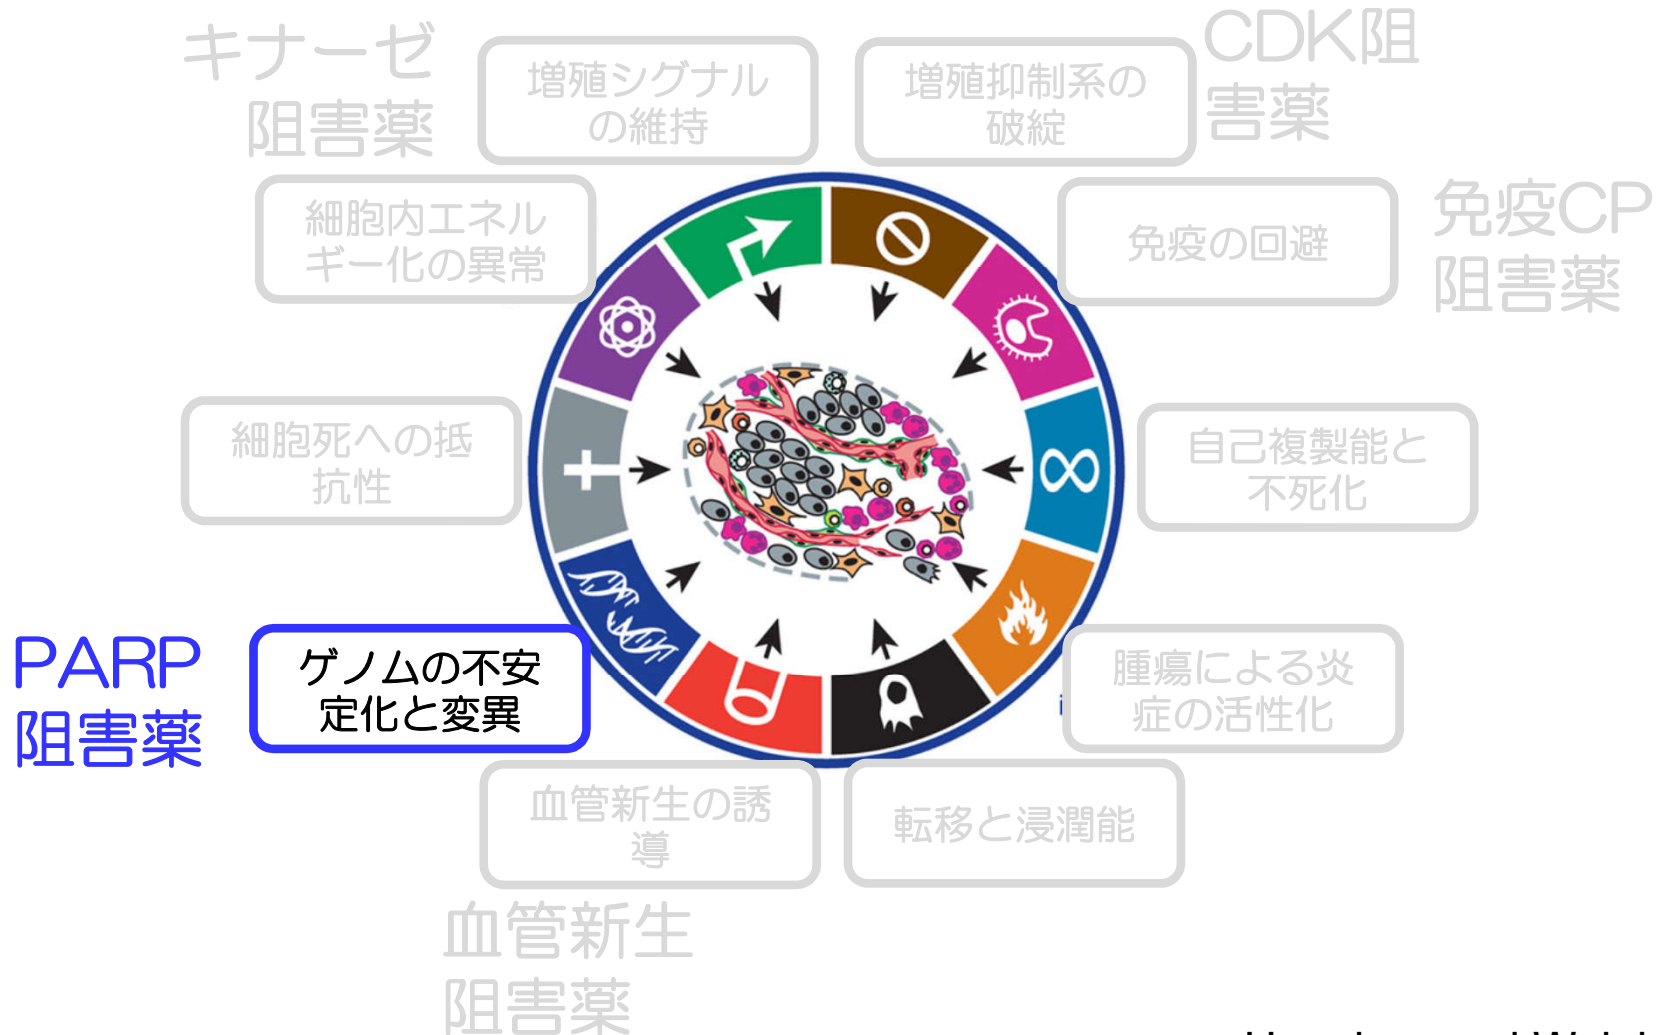 キナーゼ
阻害薬
増殖シグナル
の維持
増殖抑制系の
破綻
CDK阻
害薬
細胞内エネル
ギー化の異常
免疫の回避
免疫CP
阻害薬
細胞死への抵
抗性
自己複製能と
不死化
PARP
阻害薬
ゲノムの不安
定化と変異
腫瘍による炎
症の活性化
血管新生の誘
導
転移と浸潤能
血管新生
阻害薬